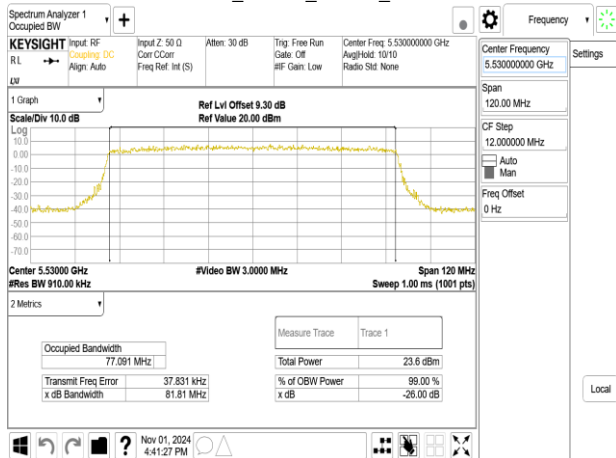 Spectrum Analyzer 1
Occupied BW
+
Frequency
KEYSIGHT
RL
LXI
Input: RF
Coupling: DC
Align: Auto
Input Z: 50 Ω
Corr CCorr
Freq Ref: Int (S)
Atten: 30 dB
Trig: Free Run
Gate: Off
#IF Gain: Low
Center Freq: 5.530000000 GHz
Avg|Hold: 10/10
Radio Std: None
Center Frequency
5.530000000 GHz
Settings
Span
120.00 MHz
CF Step
12.000000 MHz
Auto
Man
Freq Offset
0 Hz
Local
1 Graph
Scale/Div 10.0 dB
Ref Lvl Offset 9.30 dB
Ref Value 20.00 dBm
Log
10.0
0.00
-10.0
-20.0
-30.0
-40.0
-50.0
-60.0
-70.0
Center 5.53000 GHz
#Video BW 3.0000 MHz
Span 120 MHz
#Res BW 910.00 kHz
Sweep 1.00 ms (1001 pts)
2 Metrics
Measure Trace
Trace 1
Occupied Bandwidth
77.091 MHz
Total Power
23.6 dBm
Transmit Freq Error
37.831 kHz
% of OBW Power
99.00 %
x dB Bandwidth
81.81 MHz
x dB
-26.00 dB
?
Nov 01, 2024
4:41:27 PM